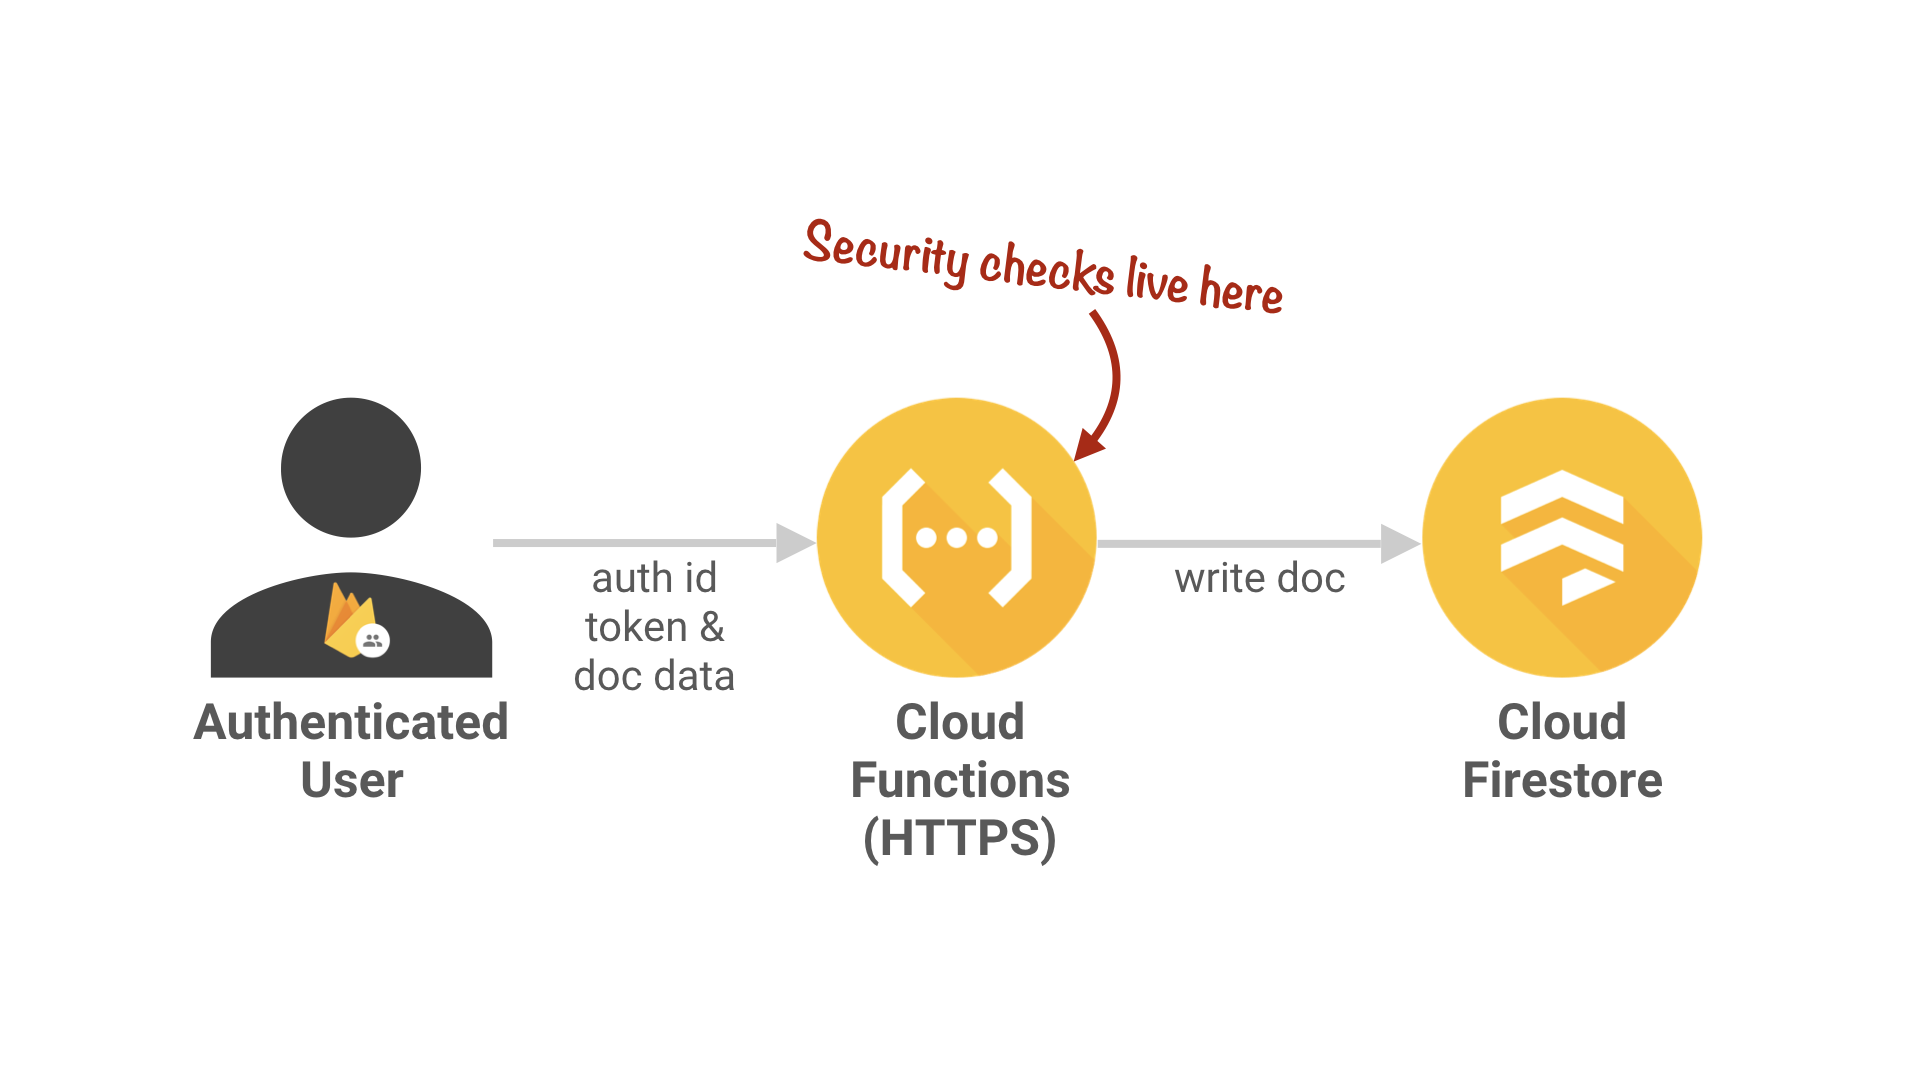 Security checks live here
auth id
token &
doc data
write doc
Authenticated
User
Cloud
Functions
(HTTPS)
Cloud
Firestore